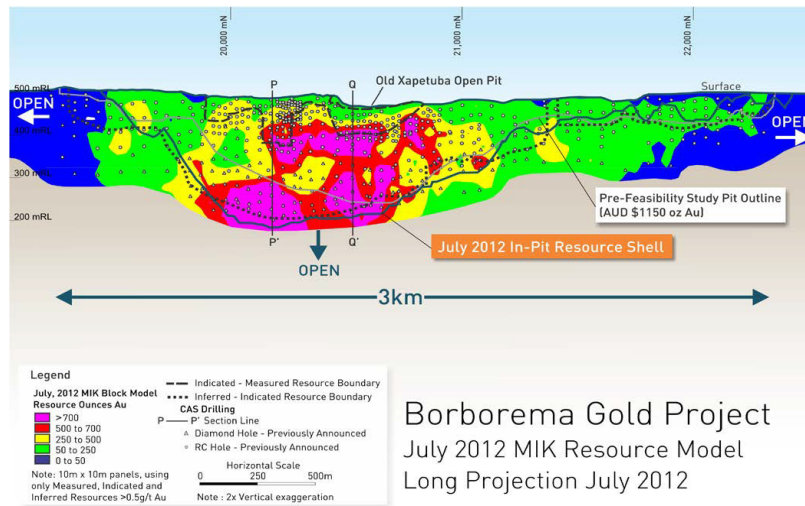 20,000 mN
21,000 mN
22,000 mN
P
Q
Old Xapetuba Open Pit
500 mRL
Surface
OPEN
OPEN
400 mRL
300 mRL
200 mRL
Pre-Feasibility Study Pit Outline
(AUD $1150 oz Au)
P'
Q'
July 2012 In-Pit Resource Shell
OPEN
3km
Legend
July, 2012 MIK Block Model
Resource Ounces Au
>700
500 to 700
250 to 500
50 to 250
0 to 50
Note: 10m x 10m panels, using
only Measured, Indicated and
Inferred Resources >0.5g/t Au
Indicated - Measured Resource Boundary
Inferred - Indicated Resource Boundary
CAS Drilling
P — P' Section Line
Diamond Hole - Previously Announced
RC Hole - Previously Announced
Horizontal Scale
0 250 500m
Note : 2x Vertical exaggeration
Borborema Gold Project
July 2012 MIK Resource Model
Long Projection July 2012